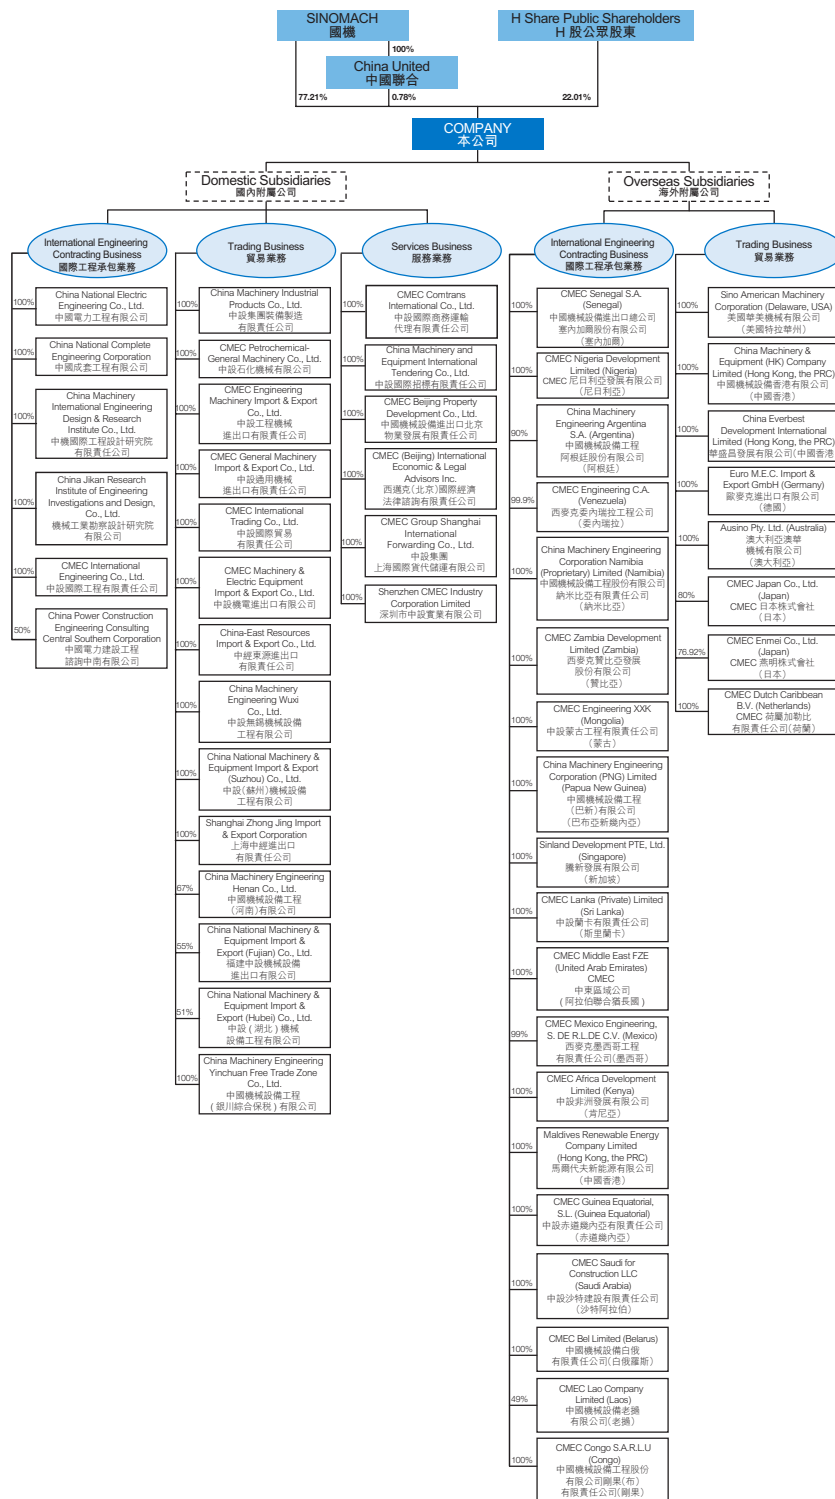 SINOMACH
國機
H Share Public Shareholders
H 股公眾股東
100%
China United
中國聯合
77.21%
0.78%
22.01%
COMPANY
本公司
Domestic Subsidiaries
國內附屬公司
Overseas Subsidiaries
海外附屬公司
International Engineering
Contracting Business
國際工程承包業務
100%
China National Electric
Engineering Co., Ltd.
中國電力工程有限公司
100%
China National Complete
Engineering Corporation
中國成套工程有限公司
100%
China Machinery
International Engineering
Design & Research
Institute Co., Ltd.
中機國際工程設計研究院
有限責任公司
100%
China Jikan Research
Institute of Engineering
Investigations and Design,
Co., Ltd.
機械工業勘察設計研究院
有限公司
100%
CMEC International
Engineering Co., Ltd.
中設國際工程有限責任公司
50%
China Power Construction
Engineering Consulting
Central Southern Corporation
中國電力建設工程
諮詢中南有限公司
Trading Business
貿易業務
100%
China Machinery Industrial
Products Co., Ltd.
中設集團裝備製造
有限責任公司
100%
CMEC Petrochemical-
General Machinery Co., Ltd.
中設石化機械有限公司
100%
CMEC Engineering
Machinery Import & Export
Co., Ltd.
中設工程機械
進出口有限責任公司
100%
CMEC General Machinery
Import & Export Co., Ltd.
中設通用機械
進出口有限責任公司
100%
CMEC International
Trading Co., Ltd.
中設國際貿易
有限責任公司
100%
CMEC Machinery &
Electric Equipment
Import & Export Co., Ltd.
中設機電進出口有限公司
100%
China-East Resources
Import & Export Co., Ltd.
中經東源進出口
有限責任公司
100%
China Machinery
Engineering Wuxi
Co., Ltd.
中設無錫機械設備
工程有限公司
100%
China National Machinery &
Equipment Import & Export
(Suzhou) Co., Ltd.
中設(蘇州)機械設備
工程有限公司
100%
Shanghai Zhong Jing Import
& Export Corporation
上海中經進出口
有限責任公司
67%
China Machinery Engineering
Henan Co., Ltd.
中國機械設備工程
(河南)有限公司
55%
China National Machinery &
Equipment Import &
Export (Fujian) Co., Ltd.
福建中設機械設備
進出口有限公司
51%
China National Machinery &
Equipment Import &
Export (Hubei) Co., Ltd.
中設 ( 湖北 ) 機械
設備工程有限公司
100%
China Machinery Engineering
Yinchuan Free Trade Zone
Co., Ltd.
中國機械設備工程
( 銀川綜合保稅 ) 有限公司
Services Business
服務業務
100%
CMEC Comtrans
International Co., Ltd.
中設國際商務運輸
代理有限責任公司
100%
China Machinery and
Equipment International
Tendering Co., Ltd.
中設國際招標有限責任公司
100%
CMEC Beijing Property
Development Co., Ltd.
中國機械設備進出口北京
物業發展有限責任公司
100%
CMEC (Beijing) International
Economic & Legal
Advisors Inc.
西邁克(北京)國際經濟
法律諮詢有限責任公司
100%
CMEC Group Shanghai
International
Forwarding Co., Ltd.
中設集團
上海國際貨代儲運有限公司
100%
Shenzhen CMEC Industry
Corporation Limited
深圳市中設實業有限公司
International Engineering
Contracting Business
國際工程承包業務
100%
CMEC Senegal S.A.
(Senegal)
中國機械設備進出口總公司
塞內加爾股份有限公司
(塞內加爾)
100%
CMEC Nigeria Development
Limited (Nigeria)
CMEC 尼日利亞發展有限公司
(尼日利亞)
90%
China Machinery
Engineering Argentina
S.A. (Argentina)
中國機械設備工程
阿根廷股份有限公司
(阿根廷)
99.9%
CMEC Engineering C.A.
(Venezuela)
西麥克委內瑞拉工程公司
(委內瑞拉)
100%
China Machinery Engineering
Corporation Namibia
(Proprietary) Limited (Namibia)
中國機械設備工程股份有限公司
納米比亞有限責任公司
(納米比亞)
100%
CMEC Zambia Development
Limited (Zambia)
西麥克贊比亞發展
股份有限公司
(贊比亞)
100%
CMEC Engineering XXK
(Mongolia)
中設蒙古工程有限責任公司
(蒙古)
100%
China Machinery Engineering
Corporation (PNG) Limited
(Papua New Guinea)
中國機械設備工程
(巴新)有限公司
(巴布亞新幾內亞)
100%
Sinland Development PTE, Ltd.
(Singapore)
騰新發展有限公司
(新加坡)
100%
CMEC Lanka (Private) Limited
(Sri Lanka)
中設蘭卡有限責任公司
(斯里蘭卡)
100%
CMEC Middle East FZE
(United Arab Emirates)
CMEC
中東區域公司
( 阿拉伯聯合酋長國 )
99%
CMEC Mexico Engineering,
S. DE R.L.DE C.V. (Mexico)
西麥克墨西哥工程
有限責任公司(墨西哥)
100%
CMEC Africa Development
Limited (Kenya)
中設非洲發展有限公司
(肯尼亞)
100%
Maldives Renewable Energy
Company Limited
(Hong Kong, the PRC)
馬爾代夫新能源有限公司
(中國香港)
100%
CMEC Guinea Equatorial,
S.L. (Guinea Equatorial)
中設赤道幾內亞有限責任公司
(赤道幾內亞)
100%
CMEC Saudi for
Construction LLC
(Saudi Arabia)
中設沙特建設有限責任公司
(沙特阿拉伯)
100%
CMEC Bel Limited (Belarus)
中國機械設備白俄
有限責任公司(白俄羅斯)
49%
CMEC Lao Company
Limited (Laos)
中國機械設備老撾
有限公司(老撾)
100%
CMEC Congo S.A.R.L.U
(Congo)
中國機械設備工程股份
有限公司剛果(布)
有限責任公司(剛果)
Trading Business
貿易業務
100%
Sino American Machinery
Corporation (Delaware, USA)
美國華美機械有限公司
(美國特拉華州)
100%
China Machinery &
Equipment (HK) Company
Limited (Hong Kong, the PRC)
中國機械設備香港有限公司
(中國香港)
100%
China Everbest
Development International
Limited (Hong Kong, the PRC)
華盛昌發展有限公司(中國香港)
100%
Euro M.E.C. Import &
Export GmbH (Germany)
歐麥克進出口有限公司
(德國)
100%
Ausino Pty. Ltd. (Australia)
澳大利亞澳華
機械有限公司
(澳大利亞)
80%
CMEC Japan Co., Ltd.
(Japan)
CMEC 日本株式會社
(日本)
76.92%
CMEC Enmei Co., Ltd.
(Japan)
CMEC 燕明株式會社
(日本)
100%
CMEC Dutch Caribbean
B.V. (Netherlands)
CMEC 荷屬加勒比
有限責任公司(荷蘭)